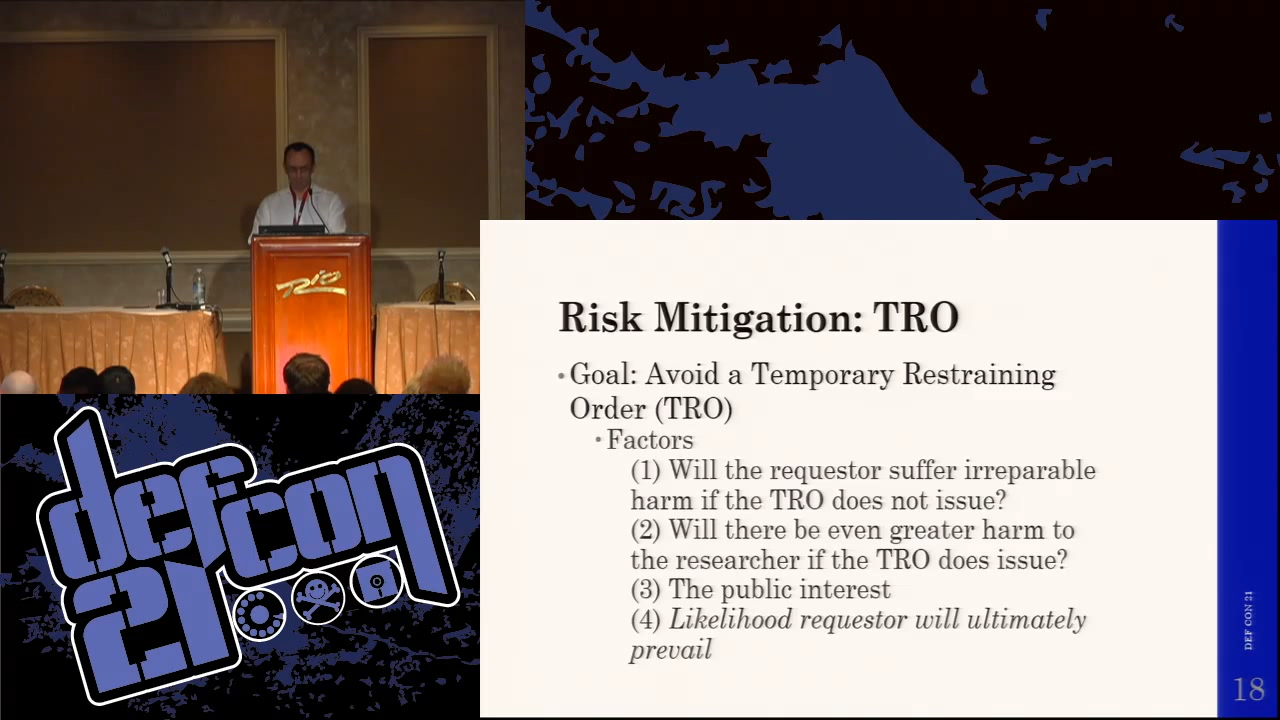 Rio
defcon
21
Risk Mitigation: TRO
• Goal: Avoid a Temporary Restraining
Order (TRO)
• Factors
(1) Will the requestor suffer irreparable
harm if the TRO does not issue?
(2) Will there be even greater harm to
the researcher if the TRO does issue?
(3) The public interest
(4) Likelihood requestor will ultimately
prevail
DEF CON 21
18